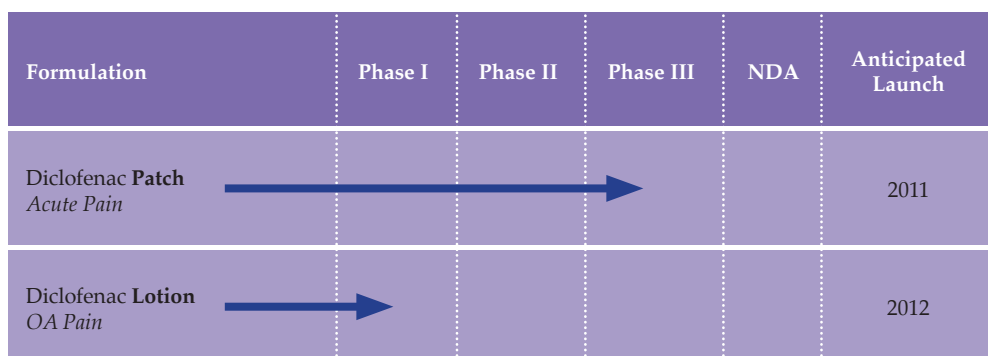 Formulation
Phase I
Phase II
Phase III
NDA
Anticipated
Launch
Diclofenac Patch
Acute Pain
2011
Diclofenac Lotion
OA Pain
2012